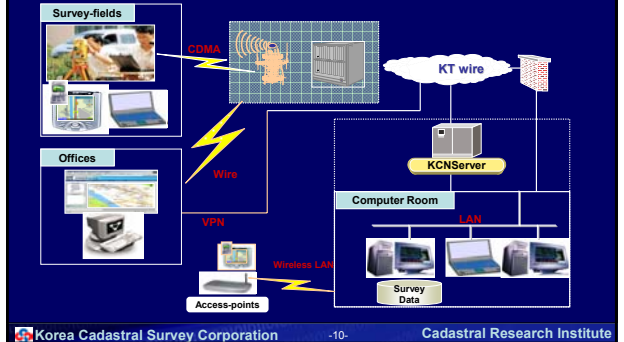 Survey-fields
CDMA
KT wire
KCNServer
Offices
Wire
Computer Room
LAN
VPN
Wireless LAN
Survey
Data
Access-points
Korea Cadastral Survey Corporation
-10-
Cadastral Research Institute